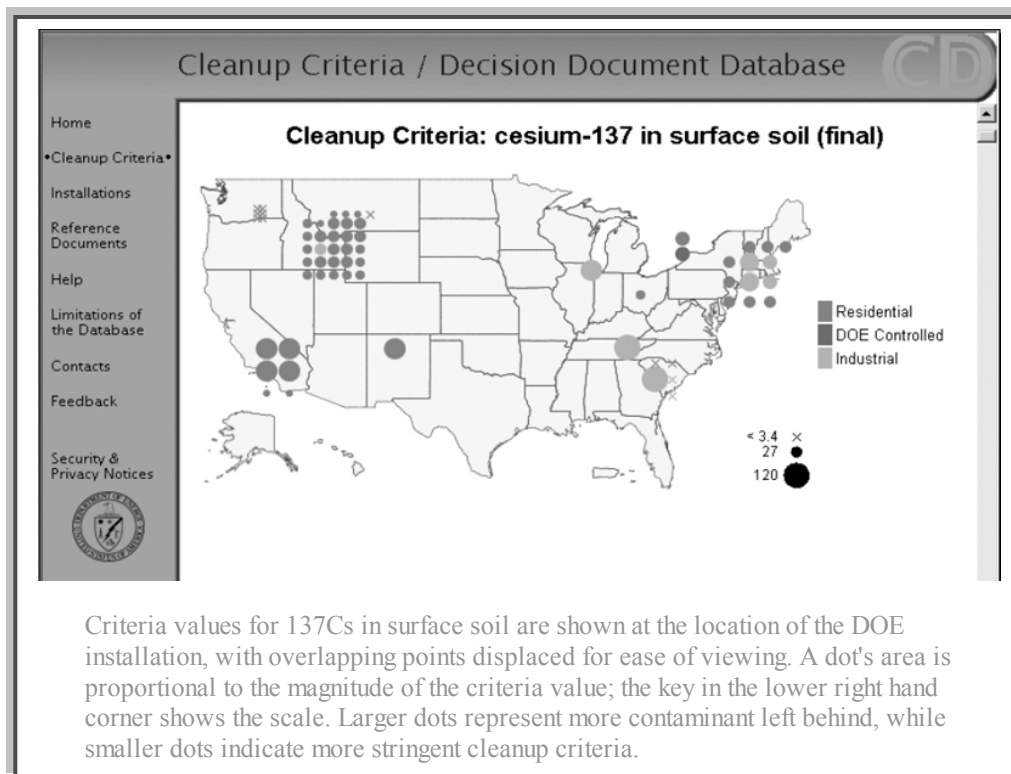 Cleanup Criteria / Decision Document Database
CD
Home
•Cleanup Criteria•
Installations
Reference
Documents
Help
Limitations of
the Database
Contacts
Feedback
Security &
Privacy Notices
Cleanup Criteria: cesium-137 in surface soil (final)
Residential
DOE Controlled
Industrial
< 3.4
27
120
Criteria values for 137Cs in surface soil are shown at the location of the DOE
installation, with overlapping points displaced for ease of viewing. A dot's area is
proportional to the magnitude of the criteria value; the key in the lower right hand
corner shows the scale. Larger dots represent more contaminant left behind, while
smaller dots indicate more stringent cleanup criteria.